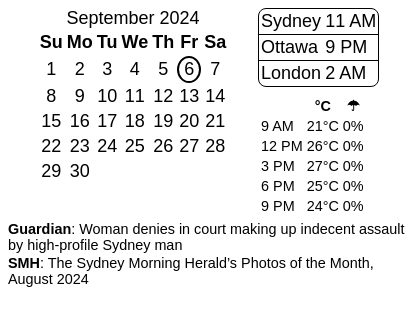 September 2024
Su Mo Tu We Th Fr Sa
1 2 3 4 5 6 7
8 9 10 11 12 13 14
15 16 17 18 19 20 21
22 23 24 25 26 27 28
29 30
Sydney 11 AM
Ottawa 9 PM
London 2 AM
°C ☂
9 AM 21°C 0%
12 PM 26°C 0%
3 PM 27°C 0%
6 PM 25°C 0%
9 PM 24°C 0%
Guardian: Woman denies in court making up indecent assault
by high-profile Sydney man
SMH: The Sydney Morning Herald's Photos of the Month,
August 2024